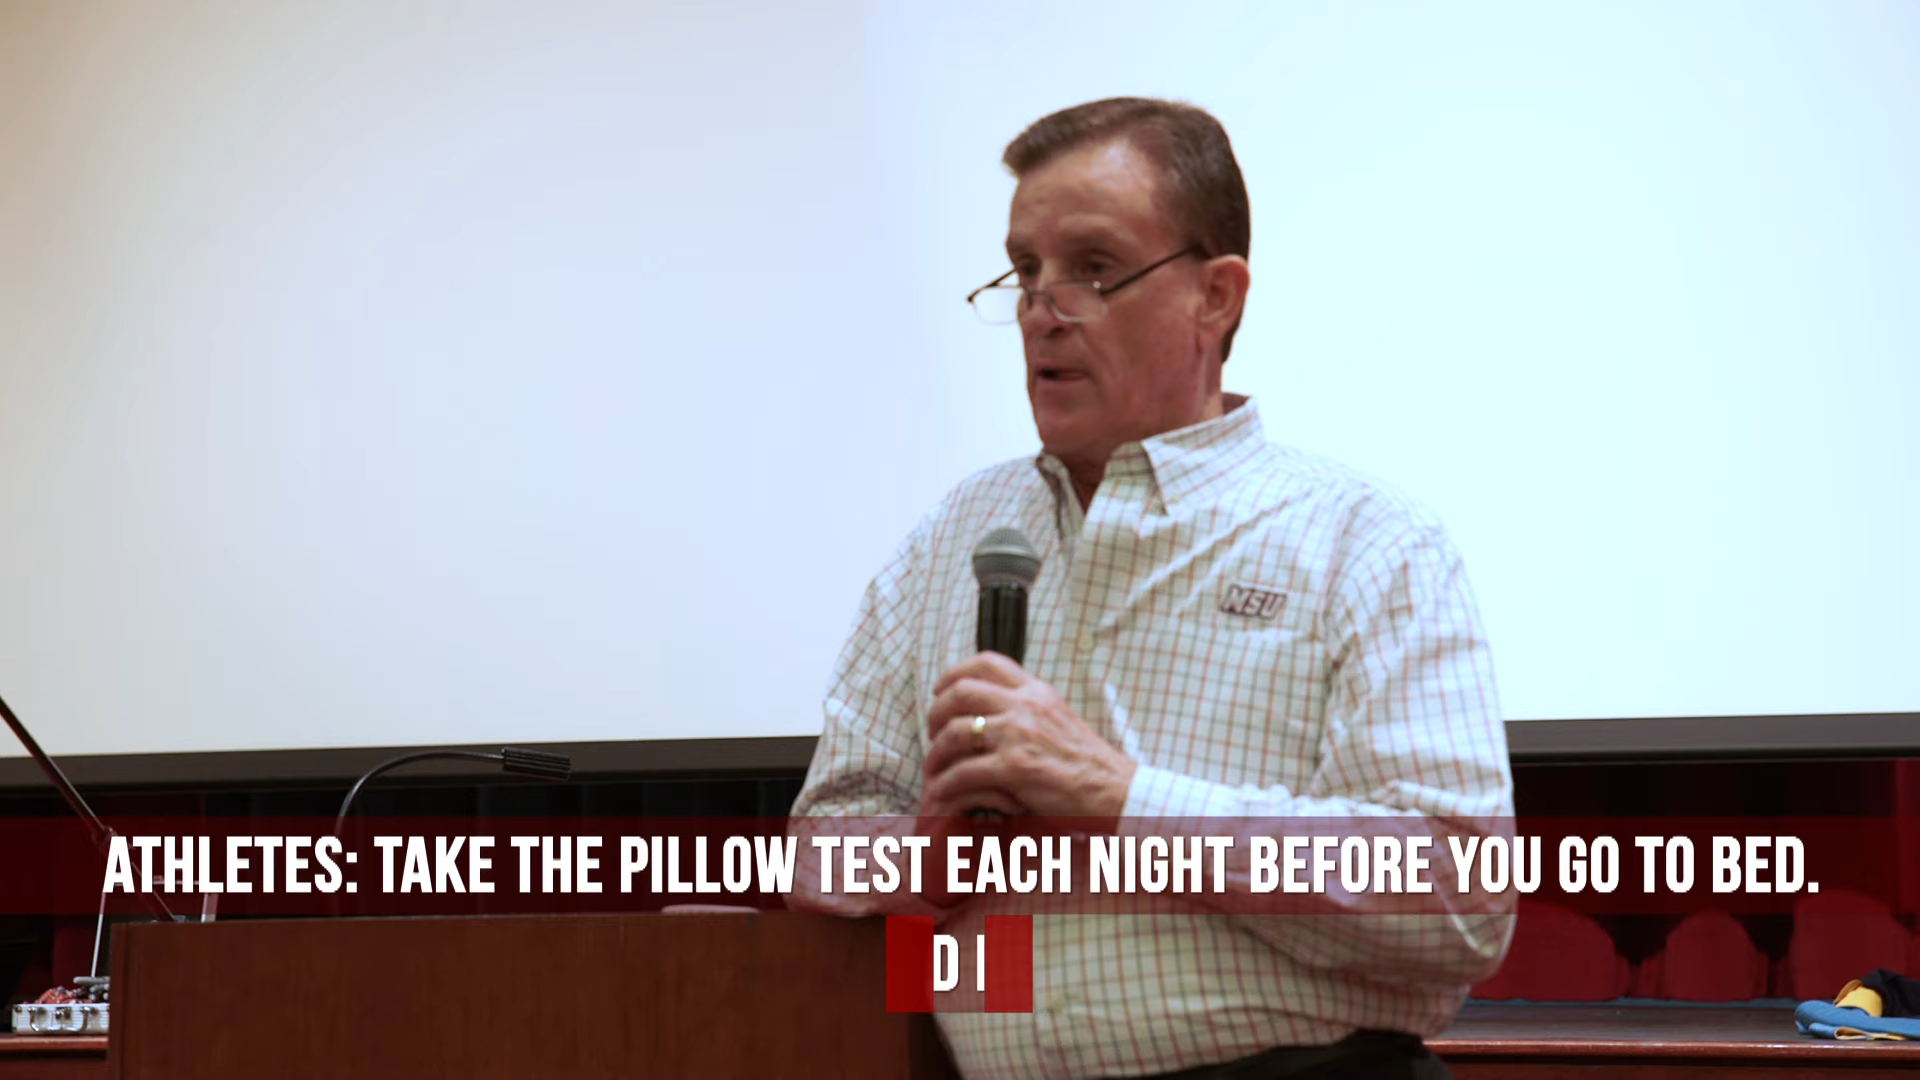 NSU
ATHLETES: TAKE THE PILLOW TEST EACH NIGHT BEFORE YOU GO TO BED.
D I